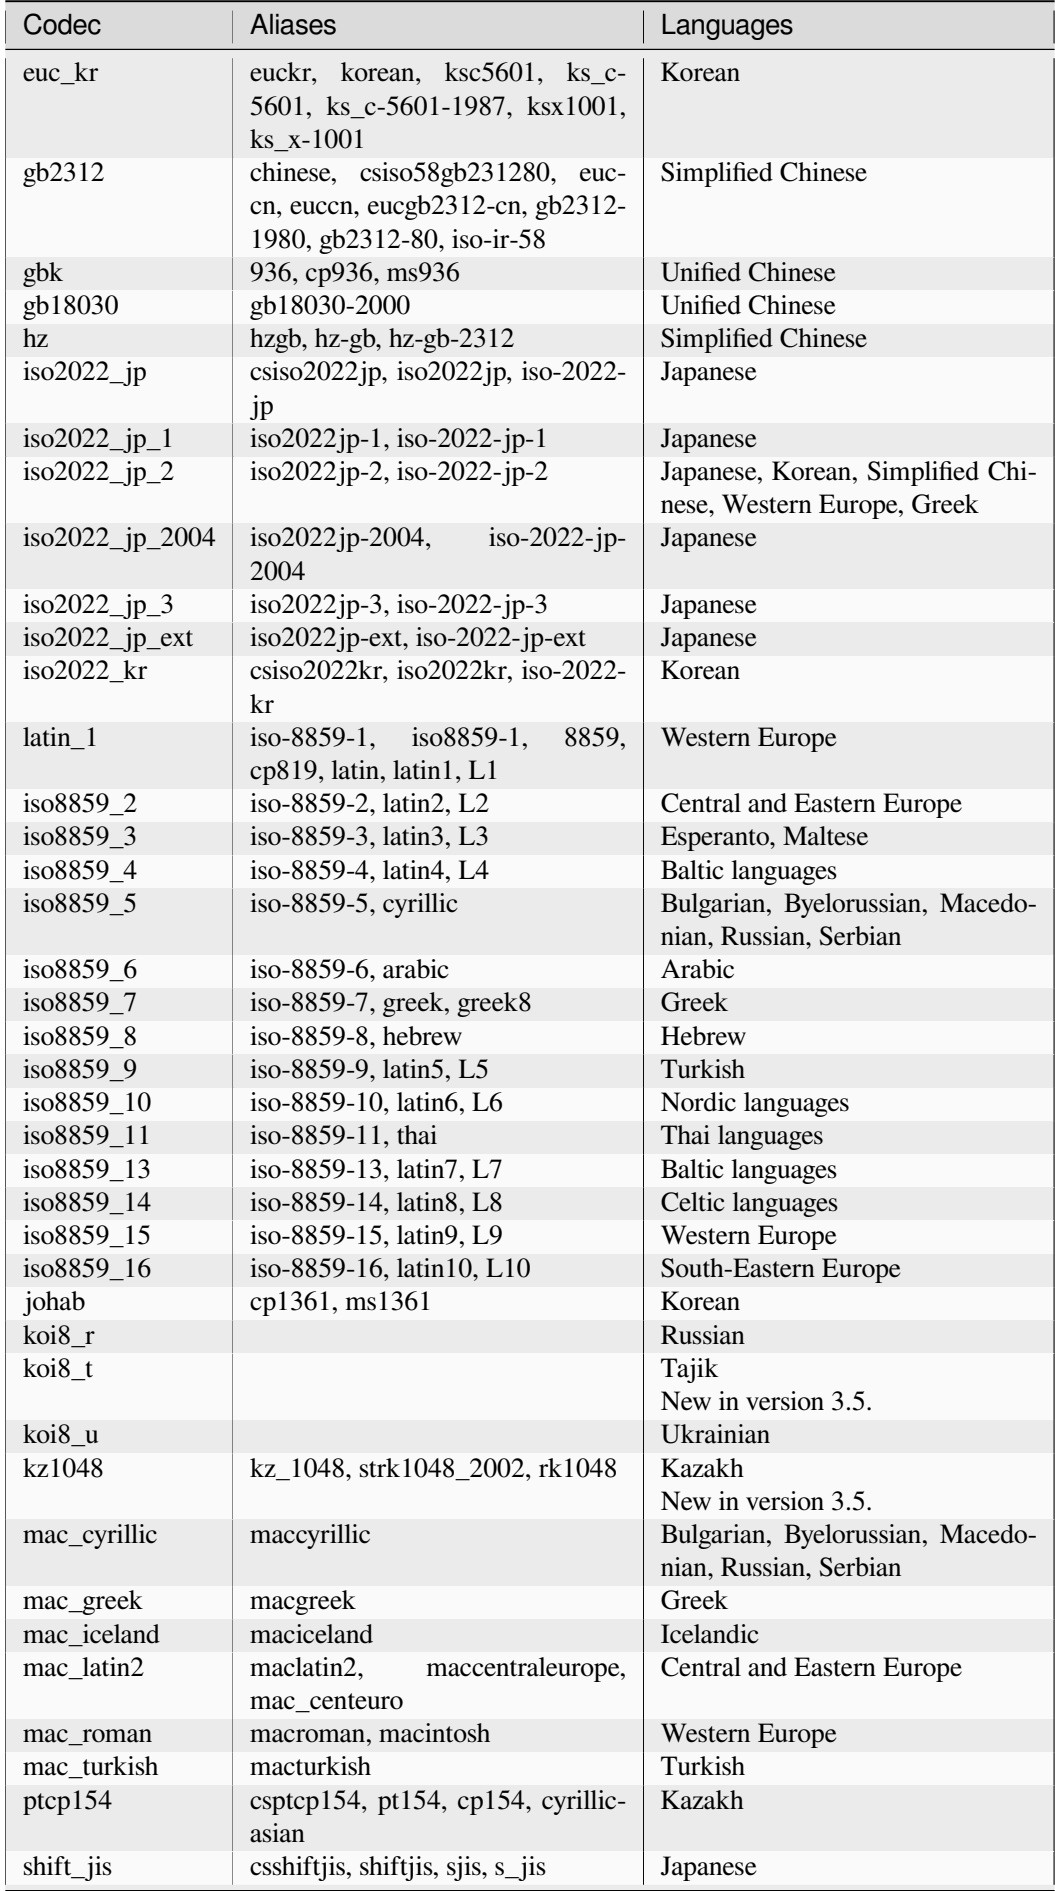 Codec Aliases Languages
euc_kr euckr, korean, ksc5601, ks_c- Korean
5601, ks_c-5601-1987, ksx1001,
ks_x-1001
gb2312 chinese, csiso58gb231280, euc- Simplified Chinese
cn, euccn, eucgb2312-cn, gb2312-
1980, gb2312-80, iso-ir-58
gbk 936, cp936, ms936 Unified Chinese
gb18030 gb18030-2000 Unified Chinese
hz hzgb, hz-gb, hz-gb-2312 Simplified Chinese
iso2022_jp csiso2022jp, iso2022jp, iso-2022- Japanese
jp
iso2022_jp_1 iso2022jp-1, iso-2022-jp-1 Japanese
iso2022_jp_2 iso2022jp-2, iso-2022-jp-2 Japanese, Korean, Simplified Chi-
nese, Western Europe, Greek
iso2022_jp_2004 iso2022jp-2004, iso-2022-jp- Japanese
2004
iso2022_jp_3 iso2022jp-3, iso-2022-jp-3 Japanese
iso2022_jp_ext iso2022jp-ext, iso-2022-jp-ext Japanese
iso2022_kr csiso2022kr, iso2022kr, iso-2022- Korean
kr
latin_1 iso-8859-1, iso8859-1, 8859, Western Europe
cp819, latin, latin1, L1
iso8859_2 iso-8859-2, latin2, L2 Central and Eastern Europe
iso8859_3 iso-8859-3, latin3, L3 Esperanto, Maltese
iso8859_4 iso-8859-4, latin4, L4 Baltic languages
iso8859_5 iso-8859-5, cyrillic Bulgarian, Byelorussian, Macedo-
nian, Russian, Serbian
iso8859_6 iso-8859-6, arabic Arabic
iso8859_7 iso-8859-7, greek, greek8 Greek
iso8859_8 iso-8859-8, hebrew Hebrew
iso8859_9 iso-8859-9, latin5, L5 Turkish
iso8859_10 iso-8859-10, latin6, L6 Nordic languages
iso8859_11 iso-8859-11, thai Thai languages
iso8859_13 iso-8859-13, latin7, L7 Baltic languages
iso8859_14 iso-8859-14, latin8, L8 Celtic languages
iso8859_15 iso-8859-15, latin9, L9 Western Europe
iso8859_16 iso-8859-16, latin10, L10 South-Eastern Europe
johab cp1361, ms1361 Korean
koi8_r Russian
koi8_t Tajik
New in version 3.5.
koi8_u Ukrainian
kz1048 kz_1048, strk1048_2002, rk1048 Kazakh
New in version 3.5.
mac_cyrillic maccyrillic Bulgarian, Byelorussian, Macedo-
nian, Russian, Serbian
mac_greek macgreek Greek
mac_iceland maciceland Icelandic
mac_latin2 maclatin2, maccentraleurope, Central and Eastern Europe
mac_centeuro
mac_roman macroman, macintosh Western Europe
mac_turkish macturkish Turkish
ptcp154 csptcp154, pt154, cp154, cyrillic- Kazakh
asian
shift_jis csshiftjis, shiftjis, sjis, s_jis Japanese